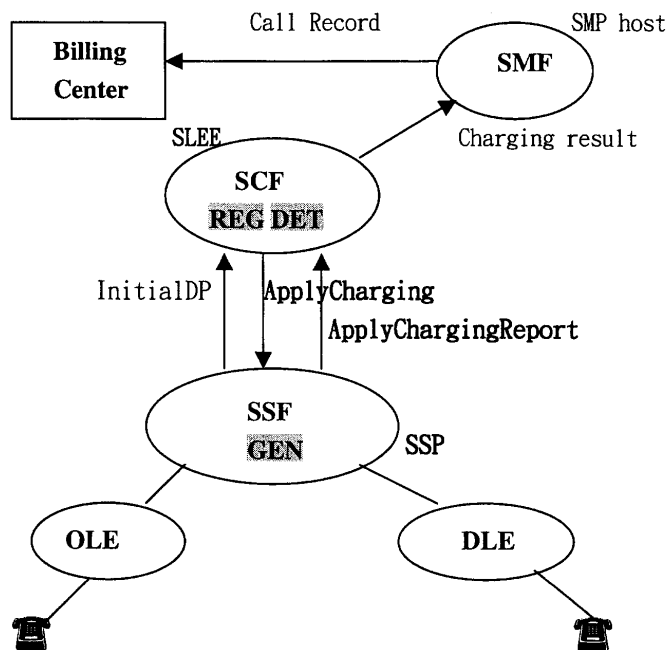 Call Record
SMP host
Billing
Center
SMF
SLEE
Charging result
SCF
REG DET
InitialDP
ApplyCharging
ApplyChargingReport
SSF
GEN
SSP
OLE
DLE